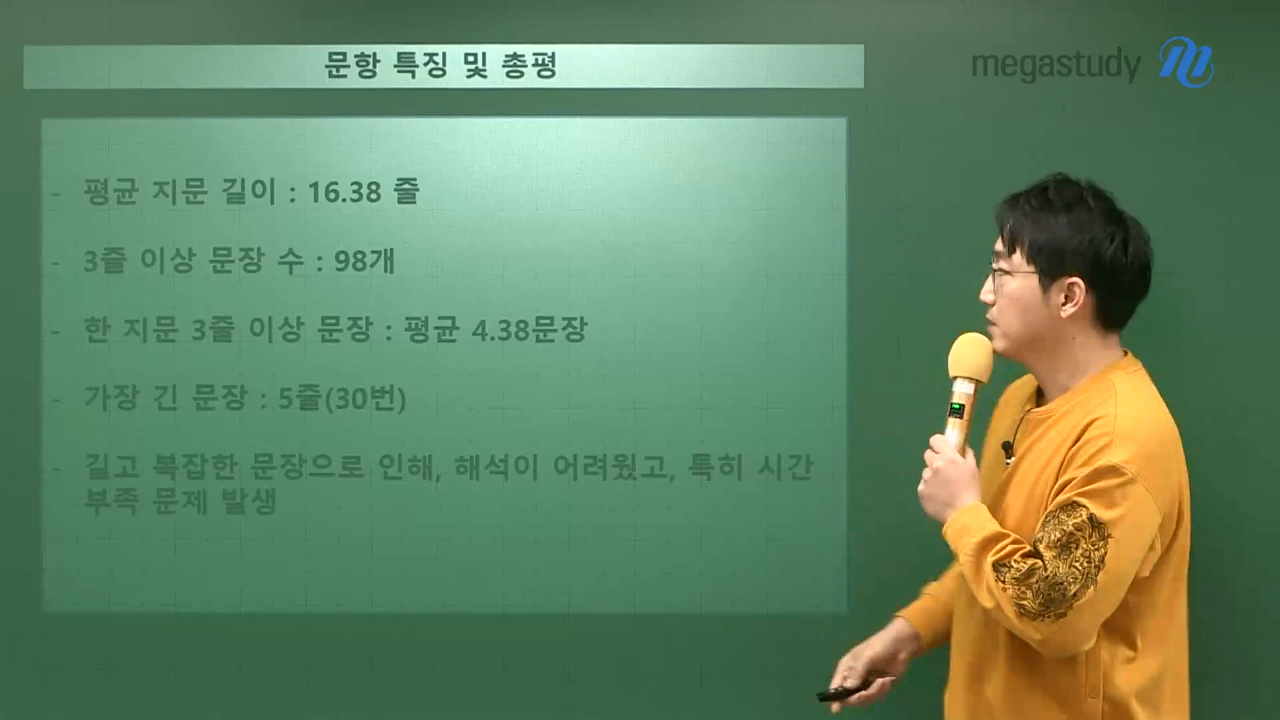 문항 특징 및 총평
megastudy
- 평균 지문 길이 : 16.38 줄
- 3줄 이상 문장 수 : 98개
- 한 지문 3줄 이상 문장 : 평균 4.38문장
- 가장 긴 문장 : 5줄(30번)
- 길고 복잡한 문장으로 인해, 해석이 어려웠고, 특히 시간
부족 문제 발생